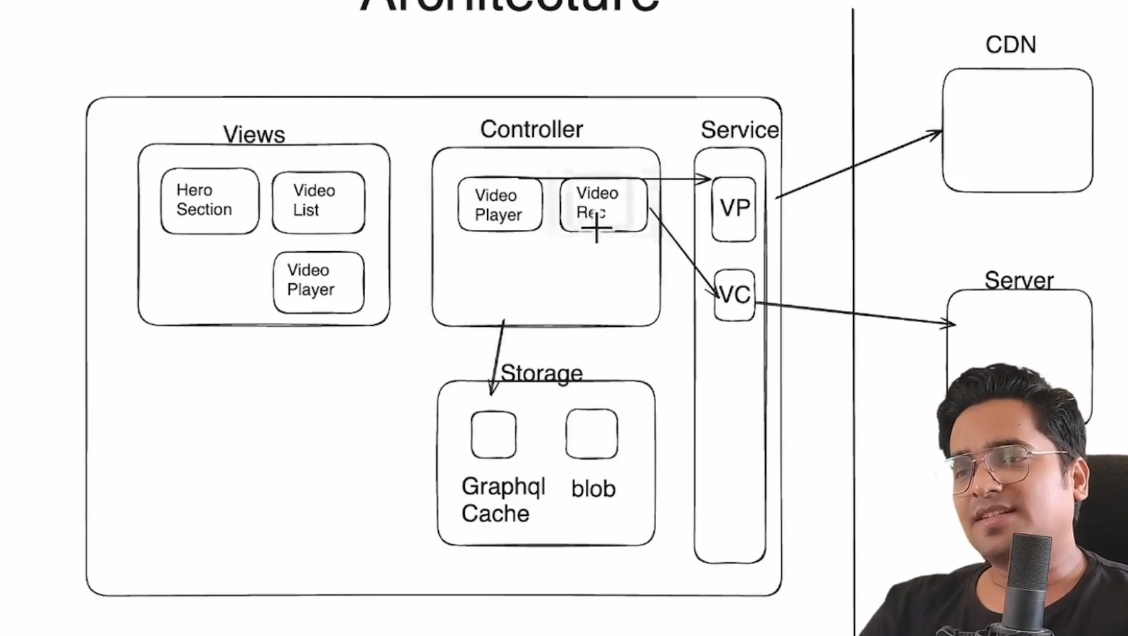 Architecture
CDN
Views
Controller
Service
Hero
Section
Video
List
Video
Player
Video
Player
Video
Rec
VP
VC
Server
Storage
Graphql
Cache
blob